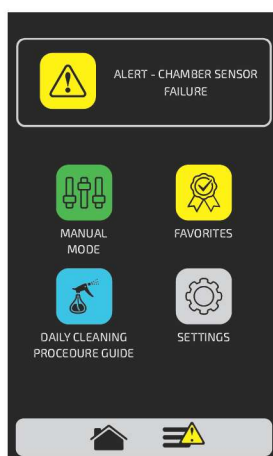 ALERT - CHAMBER SENSOR
FAILURE
MANUAL
MODE
FAVORITES
DAILY CLEANING
PROCEDURE GUIDE
SETTINGS